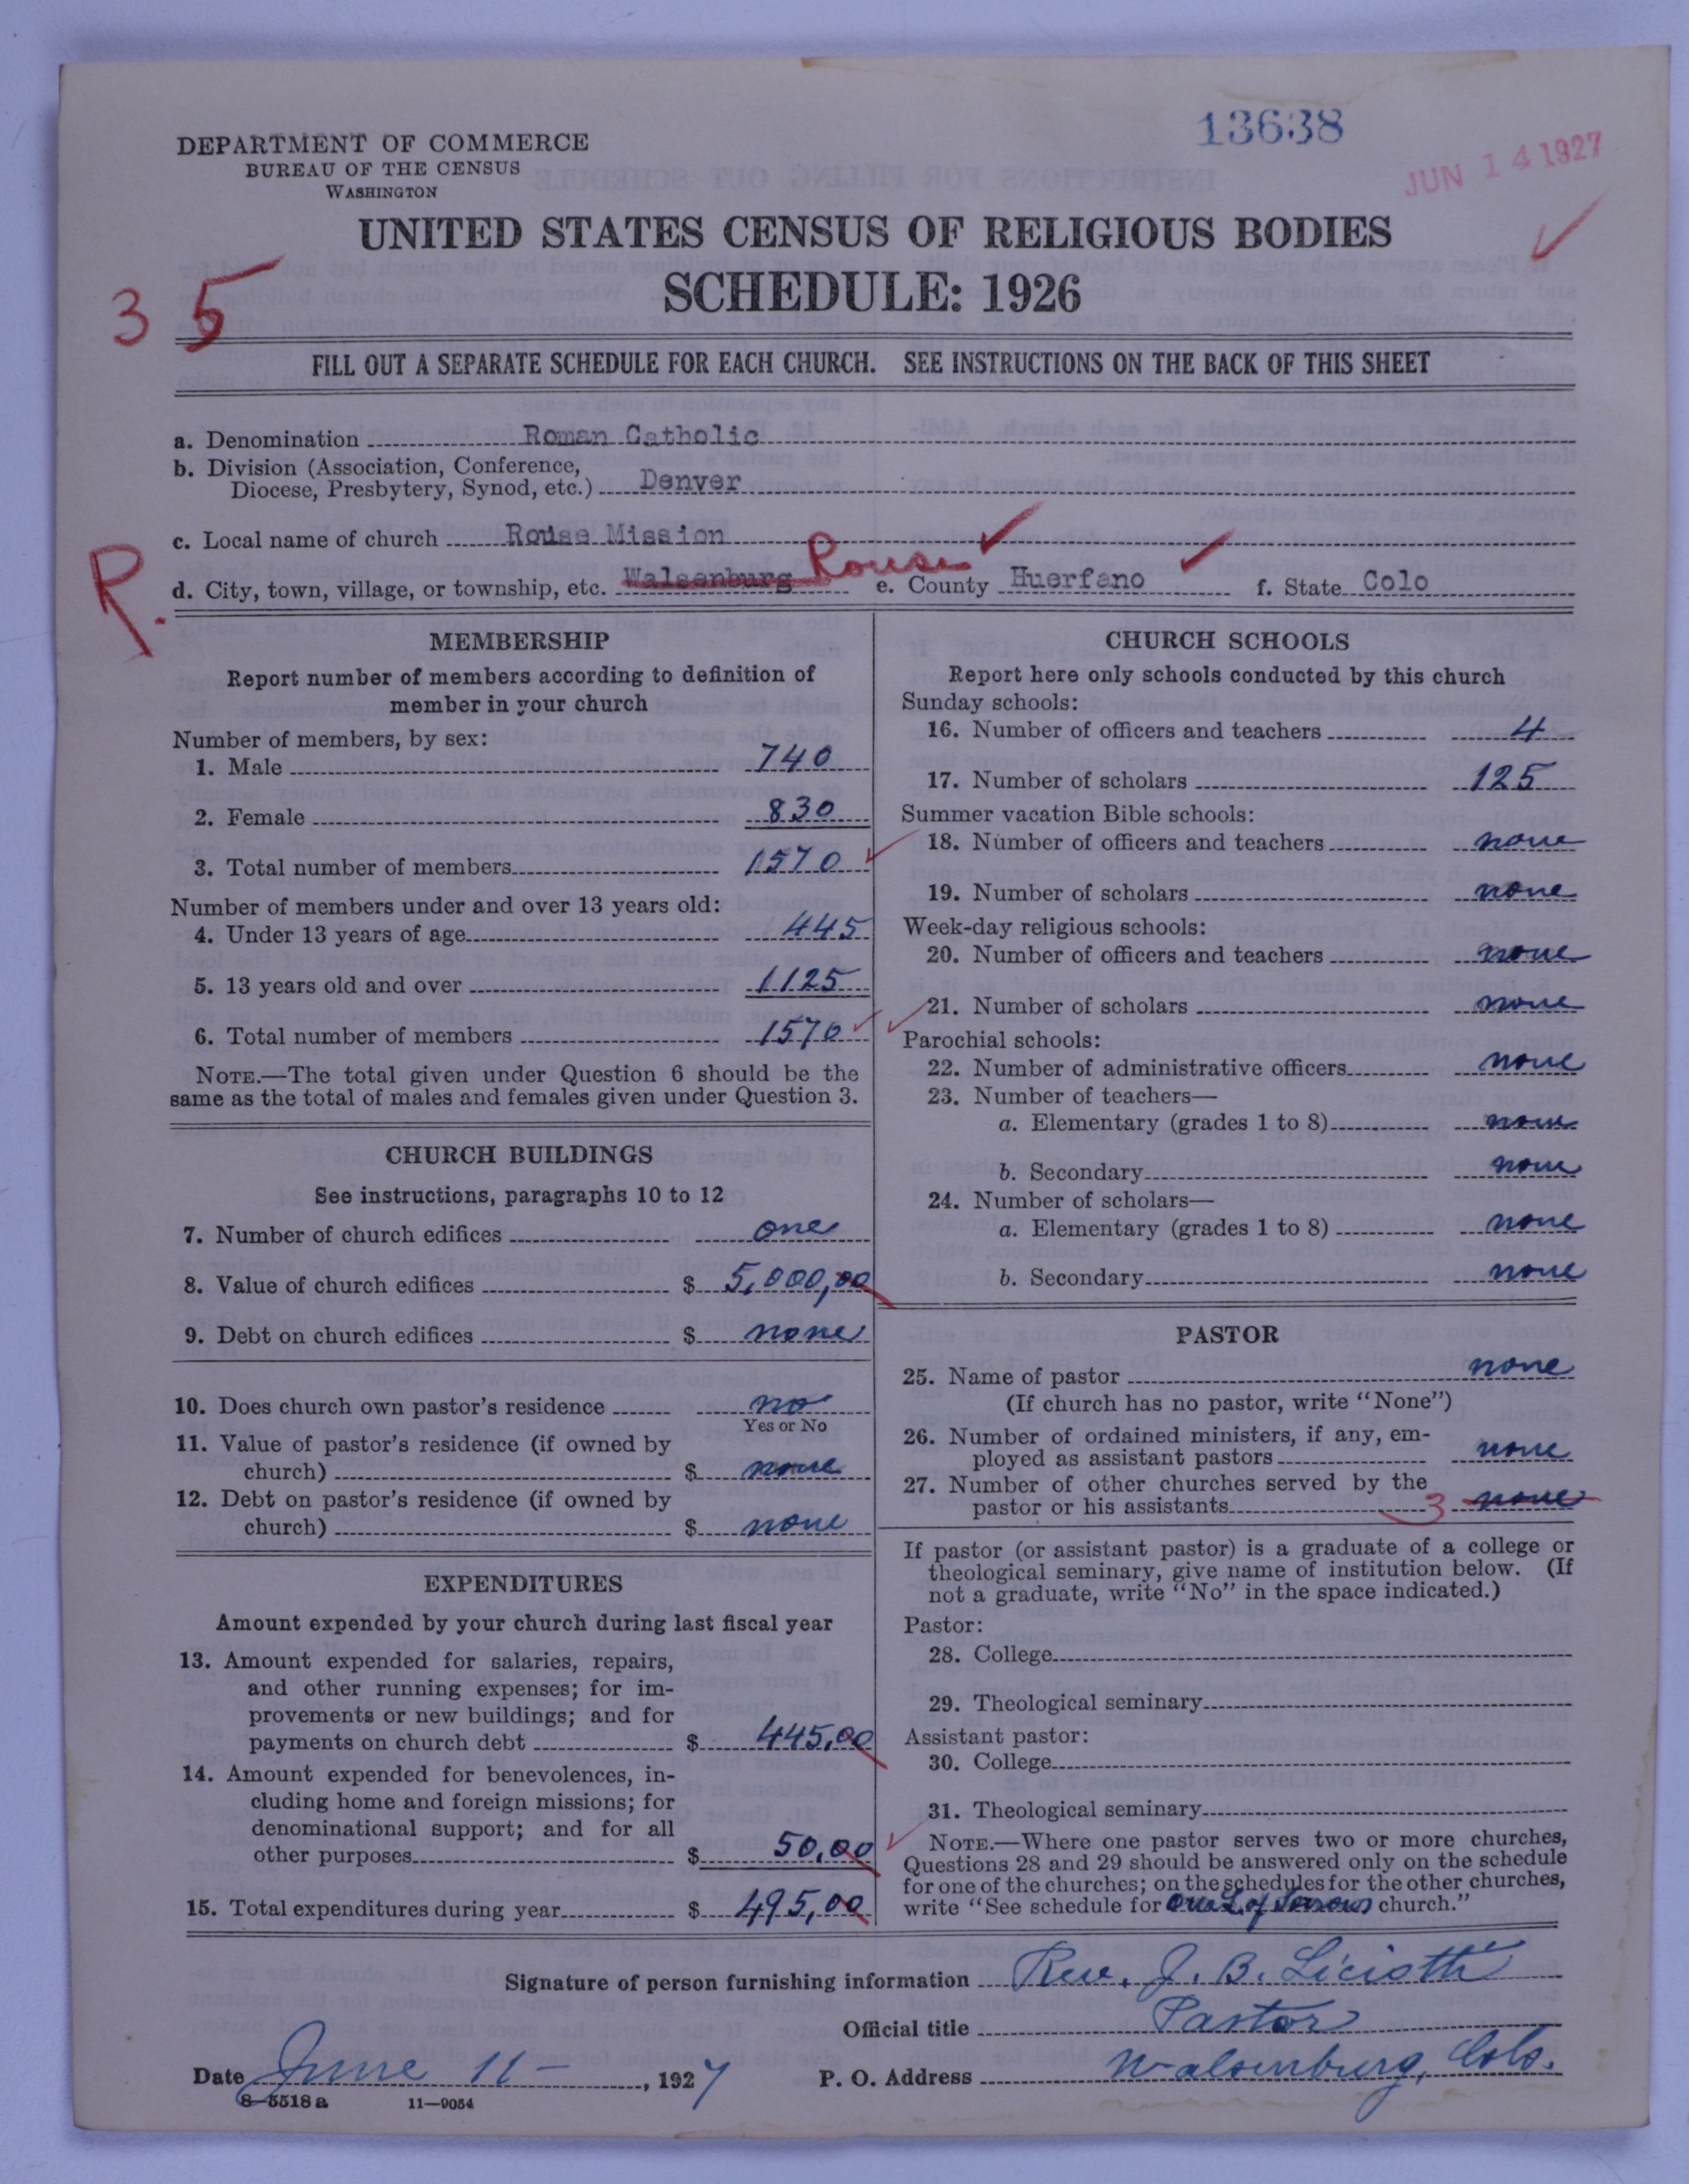 13638
JUN 14 1927
DEPARTMENT OF COMMERCE
BUREAU OF THE CENSUS
WASHINGTON
UNITED STATES CENSUS OF RELIGIOUS BODIES
SCHEDULE: 1926
35
FILL OUT A SEPARATE SCHEDULE FOR EACH CHURCH. SEE INSTRUCTIONS ON THE BACK OF THIS SHEET
a. Denomination Roman Catholic
b. Division (Association, Conference,
Diocese, Presbytery, Synod, etc.) Denver
c. Local name of church Rouse Mission
R.
d. City, town, village, or township, etc. Walsenburg Rouse e. County Huerfano f. State Colo
MEMBERSHIP
Report number of members according to definition of
member in your church
Number of members, by sex:
1. Male 740
2. Female 830
3. Total number of members 1570
Number of members under and over 13 years old:
4. Under 13 years of age 445
5. 13 years old and over 1125
6. Total number of members 1570
NOTE.—The total given under Question 6 should be the
same as the total of males and females given under Question 3.
CHURCH BUILDINGS
See instructions, paragraphs 10 to 12
7. Number of church edifices one
8. Value of church edifices $ 5,000,00
9. Debt on church edifices $ none
10. Does church own pastor's residence no
Yes or No
11. Value of pastor's residence (if owned by
church) $ none
12. Debt on pastor's residence (if owned by
church) $ none
EXPENDITURES
Amount expended by your church during last fiscal year
13. Amount expended for salaries, repairs,
and other running expenses; for im-
provements or new buildings; and for
payments on church debt $ 445,00
14. Amount expended for benevolences, in-
cluding home and foreign missions; for
denominational support; and for all
other purposes $ 50,00
15. Total expenditures during year $ 495,00
CHURCH SCHOOLS
Report here only schools conducted by this church
Sunday schools:
16. Number of officers and teachers 4
17. Number of scholars 125
Summer vacation Bible schools:
18. Number of officers and teachers none
19. Number of scholars none
Week-day religious schools:
20. Number of officers and teachers none
21. Number of scholars none
Parochial schools:
22. Number of administrative officers none
23. Number of teachers—
a. Elementary (grades 1 to 8) none
b. Secondary none
24. Number of scholars—
a. Elementary (grades 1 to 8) none
b. Secondary none
PASTOR
25. Name of pastor none
(If church has no pastor, write "None")
26. Number of ordained ministers, if any, em-
ployed as assistant pastors none
27. Number of other churches served by the
pastor or his assistants 3 none
If pastor (or assistant pastor) is a graduate of a college or
theological seminary, give name of institution below. (If
not a graduate, write "No" in the space indicated.)
Pastor:
28. College
29. Theological seminary
Assistant pastor:
30. College
31. Theological seminary
NOTE.—Where one pastor serves two or more churches,
Questions 28 and 29 should be answered only on the schedule
for one of the churches; on the schedules for the other churches,
write "See schedule for L. of church."
Signature of person furnishing information Rev. J. B. Liciotti
Official title Pastor
Date June 11- , 1927 P. O. Address Walsenburg, Colo.
8-5518 a 11—9054